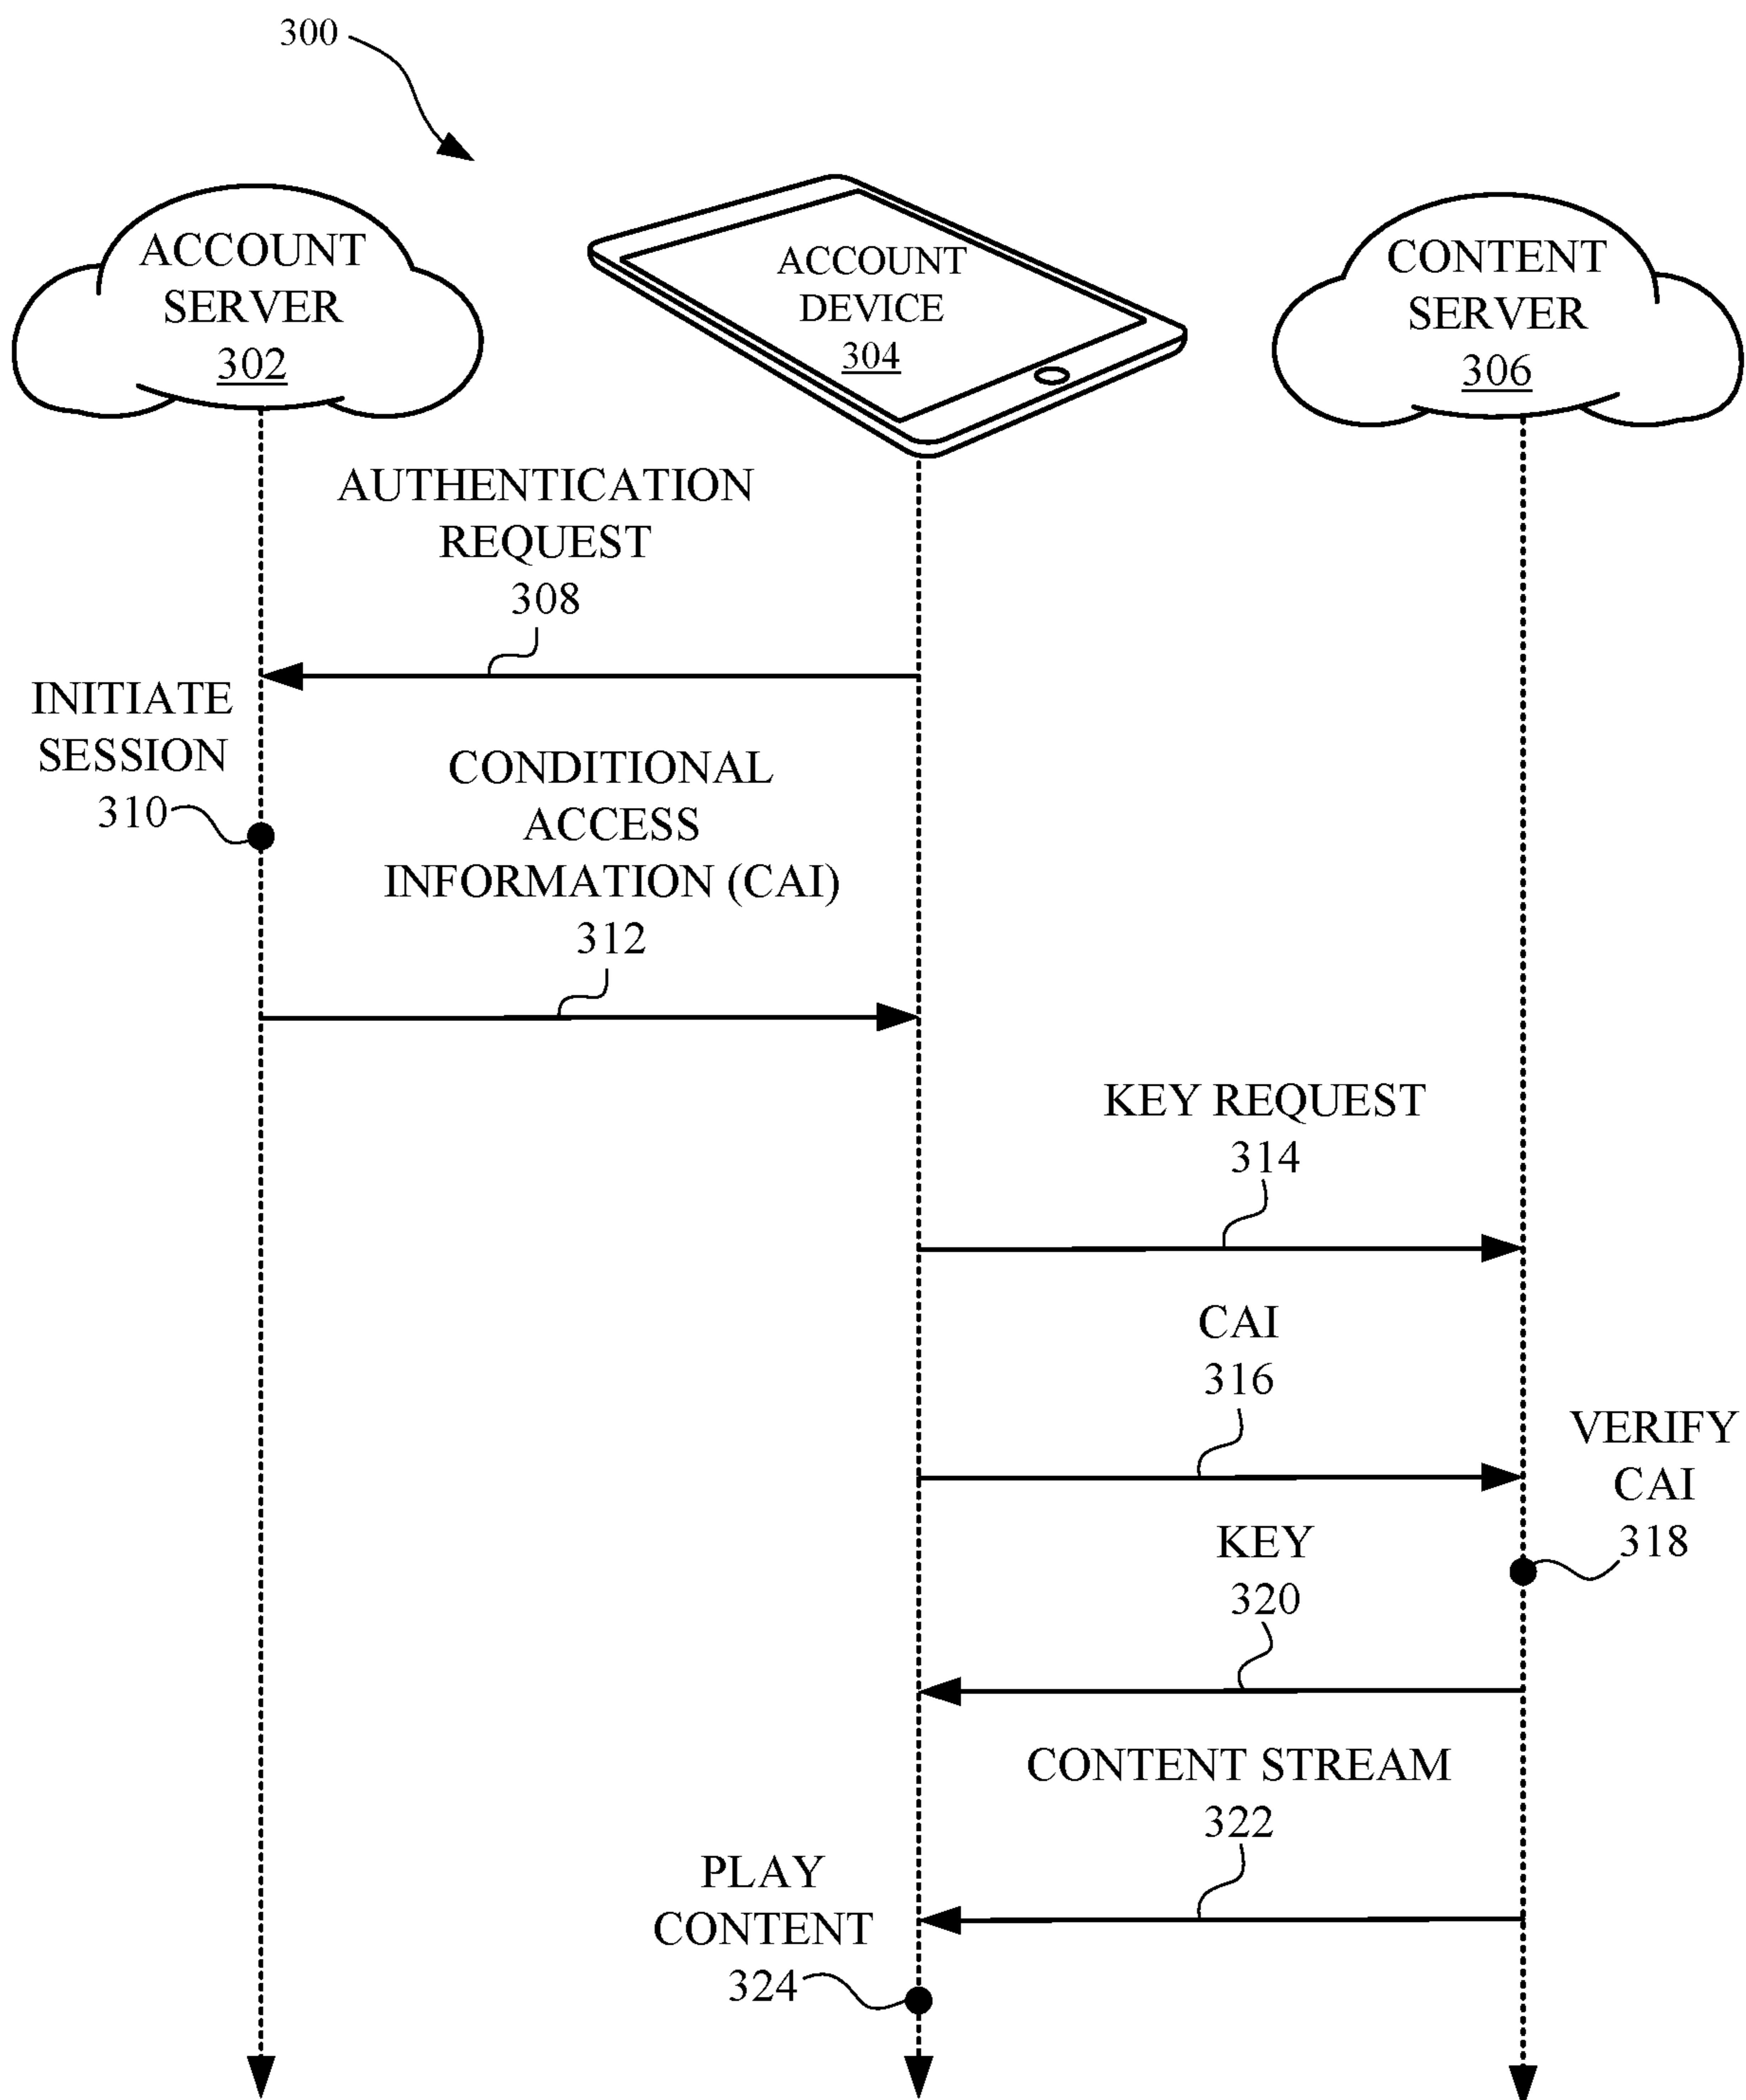 300
ACCOUNT
SERVER
302
ACCOUNT
DEVICE
304
CONTENT
SERVER
306
AUTHENTICATION
REQUEST
308
INITIATE
SESSION
310
CONDITIONAL
ACCESS
INFORMATION (CAI)
312
KEY REQUEST
314
CAI
316
VERIFY
CAI
318
KEY
320
CONTENT STREAM
322
PLAY
CONTENT
324